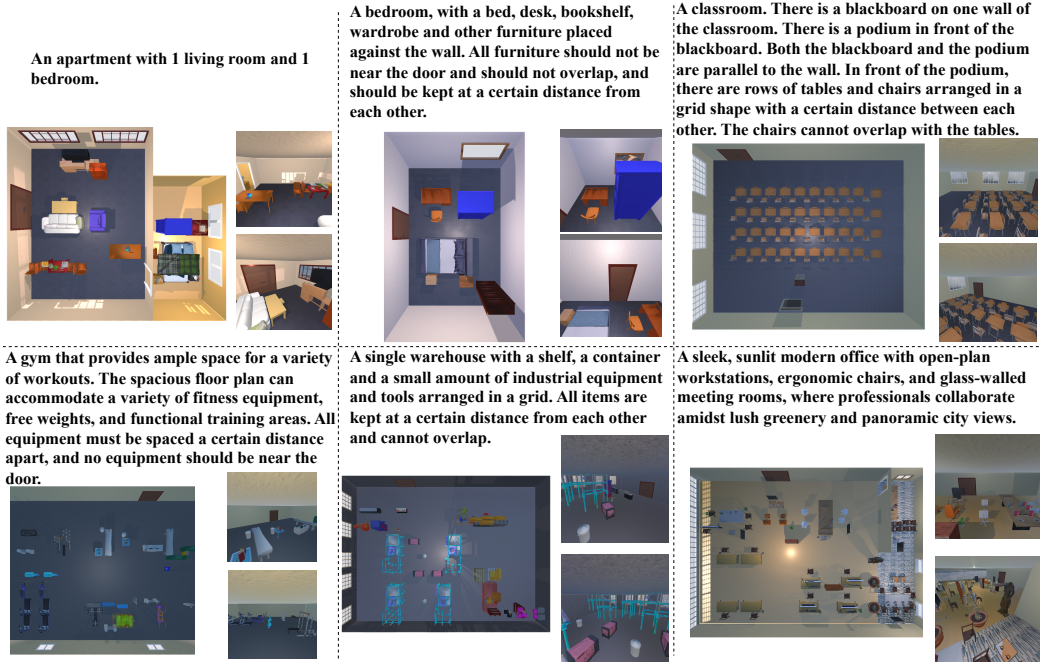 An apartment with 1 living room and 1
bedroom.
A bedroom, with a bed, desk, bookshelf,
wardrobe and other furniture placed
against the wall. All furniture should not be
near the door and should not overlap, and
should be kept at a certain distance from
each other.
A classroom. There is a blackboard on one wall of
the classroom. There is a podium in front of the
blackboard. Both the blackboard and the podium
are parallel to the wall. In front of the podium,
there are rows of tables and chairs arranged in a
grid shape with a certain distance between each
other. The chairs cannot overlap with the tables.
A gym that provides ample space for a variety
of workouts. The spacious floor plan can
accommodate a variety of fitness equipment,
free weights, and functional training areas. All
equipment must be spaced a certain distance
apart, and no equipment should be near the
door.
A single warehouse with a shelf, a container
and a small amount of industrial equipment
and tools arranged in a grid. All items are
kept at a certain distance from each other
and cannot overlap.
A sleek, sunlit modern office with open-plan
workstations, ergonomic chairs, and glass-walled
meeting rooms, where professionals collaborate
amidst lush greenery and panoramic city views.